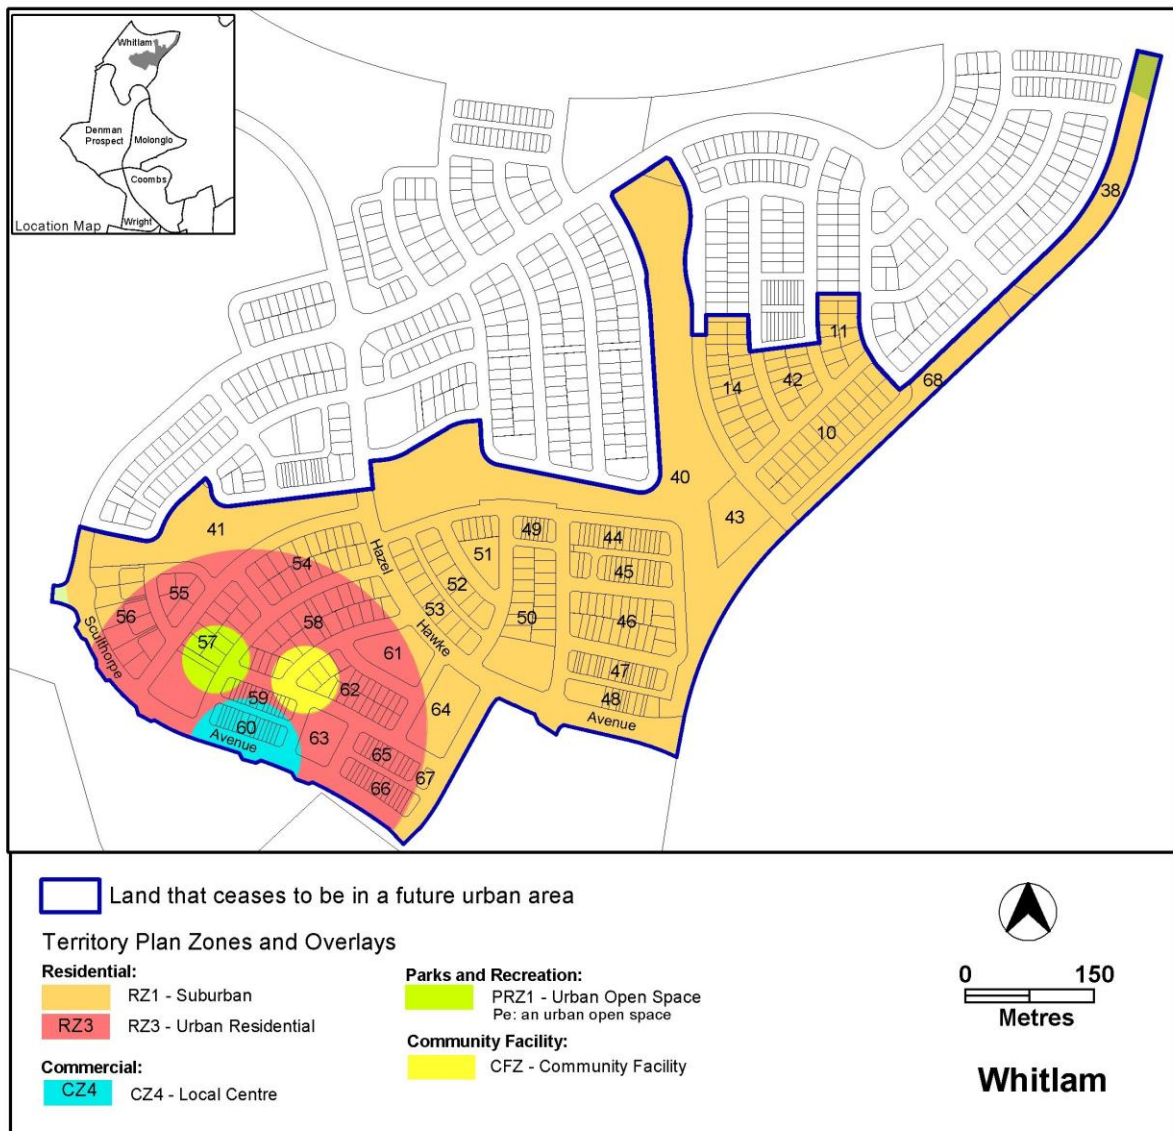 Whitlam
Denman
Prospect
Molonglo
Coombs
Wright
Location Map
38
11
14
42
68
10
40
43
41
49
44
51
54
Hazel
52
45
55
53
50
46
56
58
Hawke
57
61
47
Sculthorpe
62
48
59
64
Avenue
60
63
Avenue
65
67
66
Land that ceases to be in a future urban area
Territory Plan Zones and Overlays
Residential:
RZ1 - Suburban
RZ3 RZ3 - Urban Residential
Commercial:
CZ4 CZ4 - Local Centre
Parks and Recreation:
PRZ1 - Urban Open Space
Pe: an urban open space
Community Facility:
CFZ - Community Facility
0 150
Metres
Whitlam